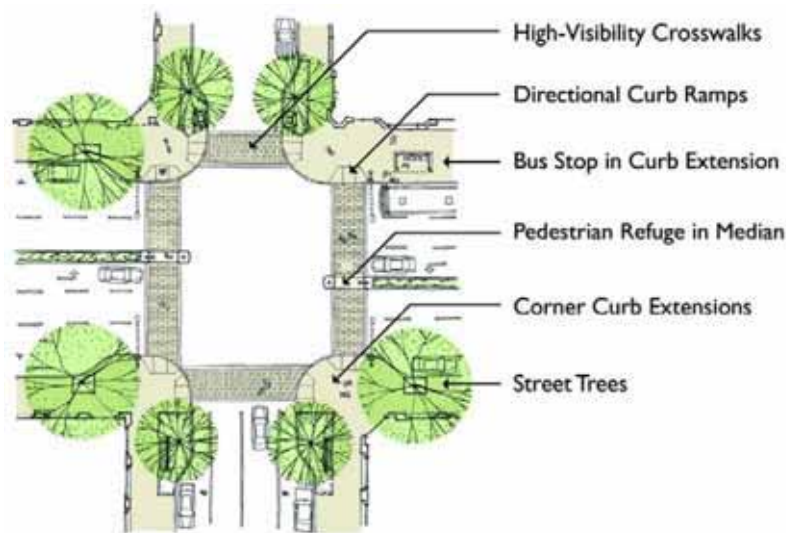 High-Visibility Crosswalks
Directional Curb Ramps
Bus Stop in Curb Extension
Pedestrian Refuge in Median
Corner Curb Extensions
Street Trees